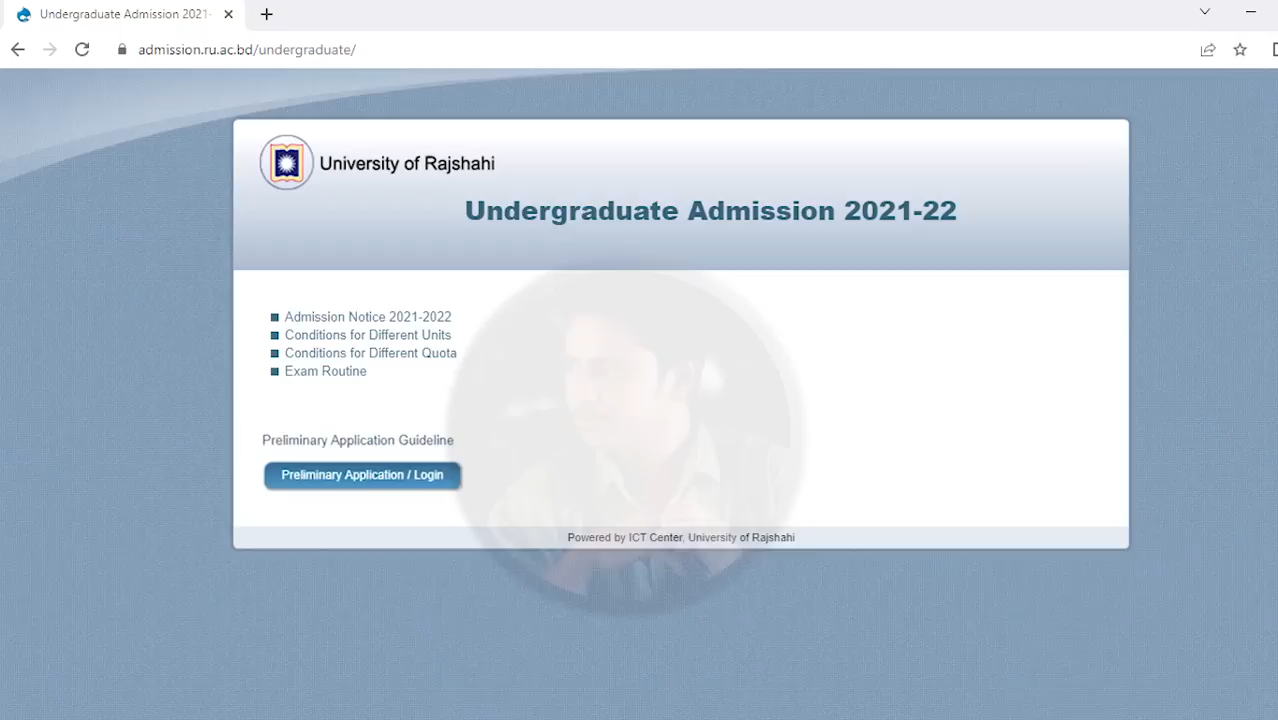 Undergraduate Admission 2021-
admission.ru.ac.bd/undergraduate/
University of Rajshahi
Undergraduate Admission 2021-22
Admission Notice 2021-2022
Conditions for Different Units
Conditions for Different Quota
Exam Routine
Preliminary Application Guideline
Preliminary Application / Login
Powered by ICT Center, University of Rajshahi